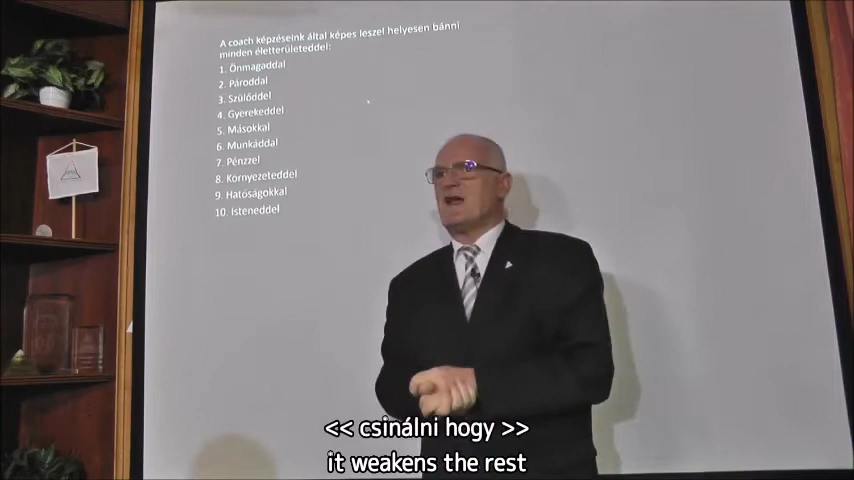 A coach képzéseink által képes leszel helyesen bánni
minden életterületeddel:
1. Önmagaddal
2. Pároddal
3. Szülőddel
4. Gyerekeddel
5. Másokkal
6. Munkáddal
7. Pénzzel
8. Környezeteddel
9. Hatóságokkal
10. Isteneddel
<< csinálni hogy >>
it weakens the rest